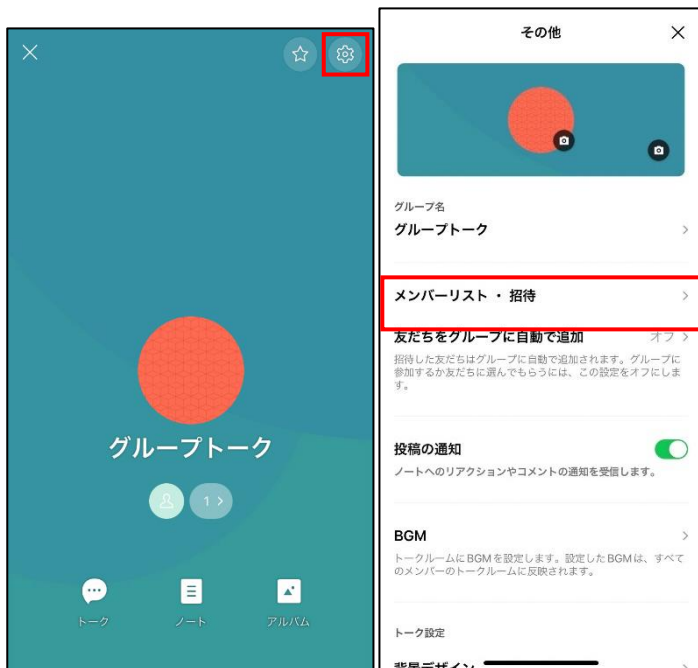 グループトーク
1
トーク
ノート
アルバム
その他
グループ名
グループトーク
メンバーリスト ・ 招待
友だちをグループに自動で追加 オフ
招待した友だちはグループに自動で追加されます。グループに
参加するか友だちに選んでもらうには、この設定をオフにしま
す。
投稿の通知
ノートへのリアクションやコメントの通知を受信します。
BGM
トークルームにBGMを設定します。設定したBGMは、すべて
のメンバーのトークルームに反映されます。
トーク設定
背景デザイン